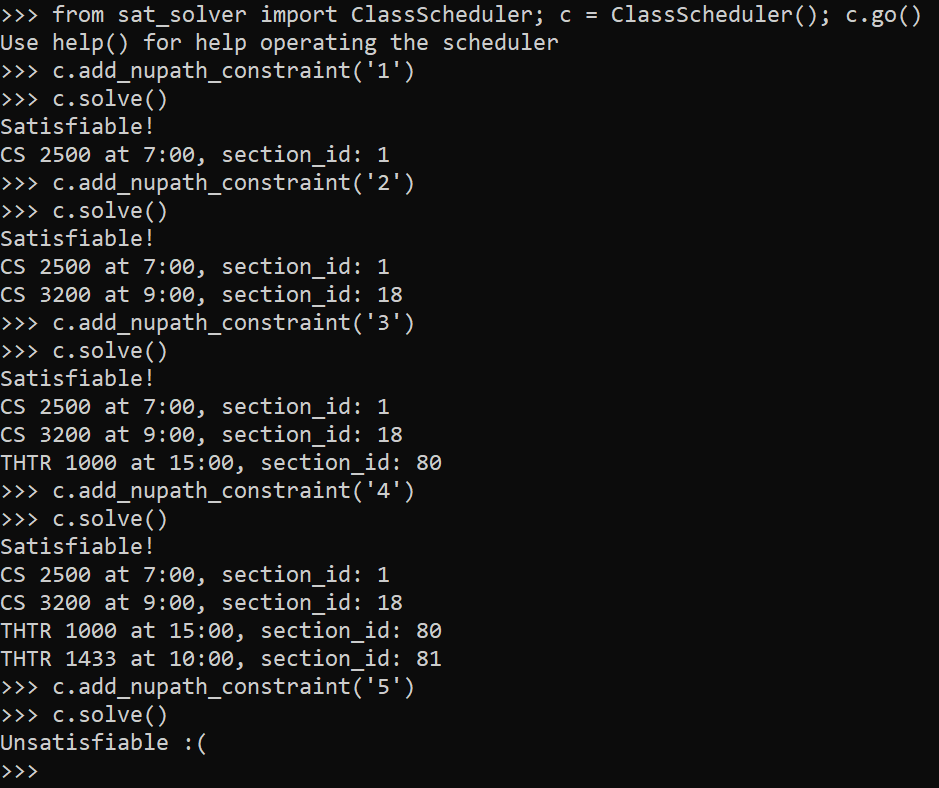 >>> from sat_solver import ClassScheduler; c = ClassScheduler(); c.go()
Use help() for help operating the scheduler
>>> c.add_nupath_constraint('1')
>>> c.solve()
Satisfiable!
CS 2500 at 7:00, section_id: 1
>>> c.add_nupath_constraint('2')
>>> c.solve()
Satisfiable!
CS 2500 at 7:00, section_id: 1
CS 3200 at 9:00, section_id: 18
>>> c.add_nupath_constraint('3')
>>> c.solve()
Satisfiable!
CS 2500 at 7:00, section_id: 1
CS 3200 at 9:00, section_id: 18
THTR 1000 at 15:00, section_id: 80
>>> c.add_nupath_constraint('4')
>>> c.solve()
Satisfiable!
CS 2500 at 7:00, section_id: 1
CS 3200 at 9:00, section_id: 18
THTR 1000 at 15:00, section_id: 80
THTR 1433 at 10:00, section_id: 81
>>> c.add_nupath_constraint('5')
>>> c.solve()
Unsatisfiable :(
>>>